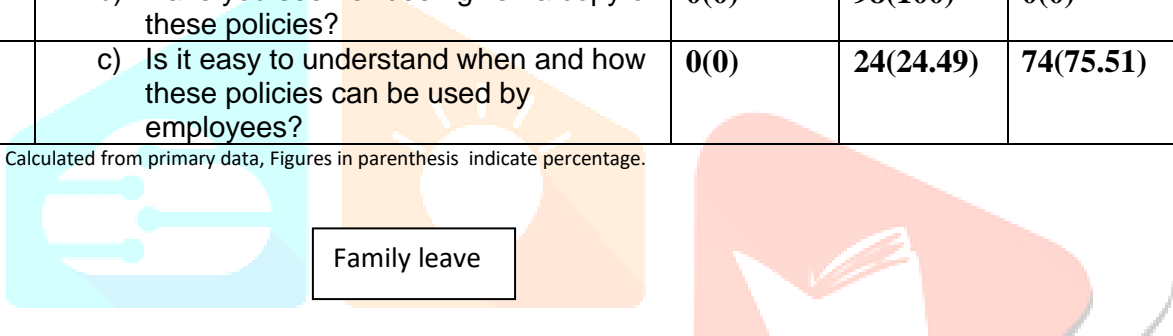 these policies?
c) Is it easy to understand when and how these policies can be used by employees? 0(0) 24(24.49) 74(75.51)
Calculated from primary data, Figures in parenthesis indicate percentage.
Family leave